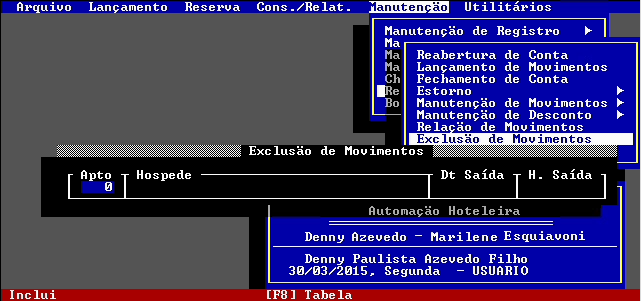 Arquivo Lançamento Reserva Cons./Relat. Manutenção Utilitários
Manutenção de Registro
Ma
Ma
Ma
Ch
Re
Bo
Reabertura de Conta
Lançamento de Movimentos
Fechamento de Conta
Estorno
Manutenção de Movimentos
Manutenção de Desconto
Relação de Movimentos
Exclusão de Movimentos
Exclusão de Movimentos
Apto Hospede Dt Saída H. Saída
0
Automação Hoteleira
Denny Azevedo - Marilene Esquiavoni
Denny Paulista Azevedo Filho
30/03/2015, Segunda - USUARIO
Inclui [F8] Tabela